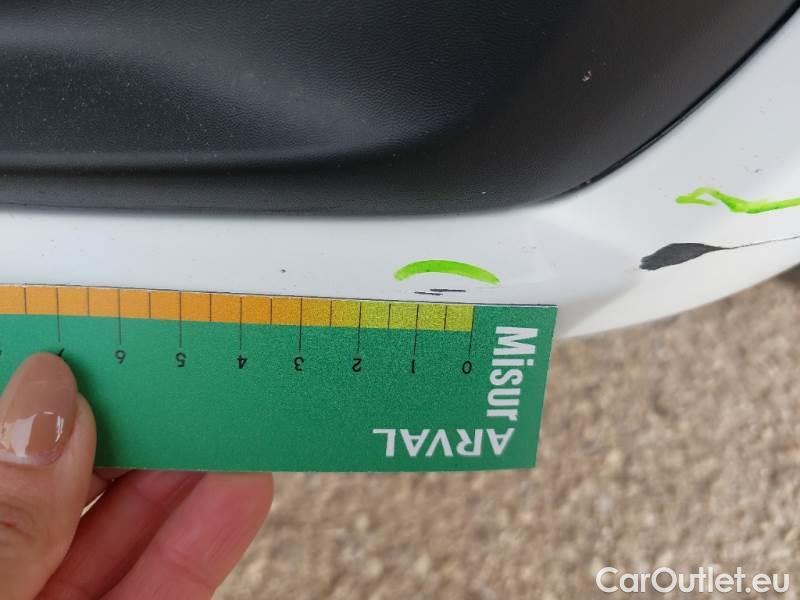 0 1 2 3 4 5 6 7
Misur
ARVAL
CarOutlet.eu